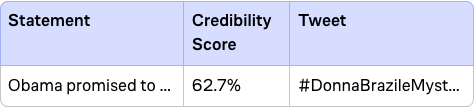 Statement Credibility Tweet
Score
Obama promised to ... 62.7% #DonnaBrazileMyst...